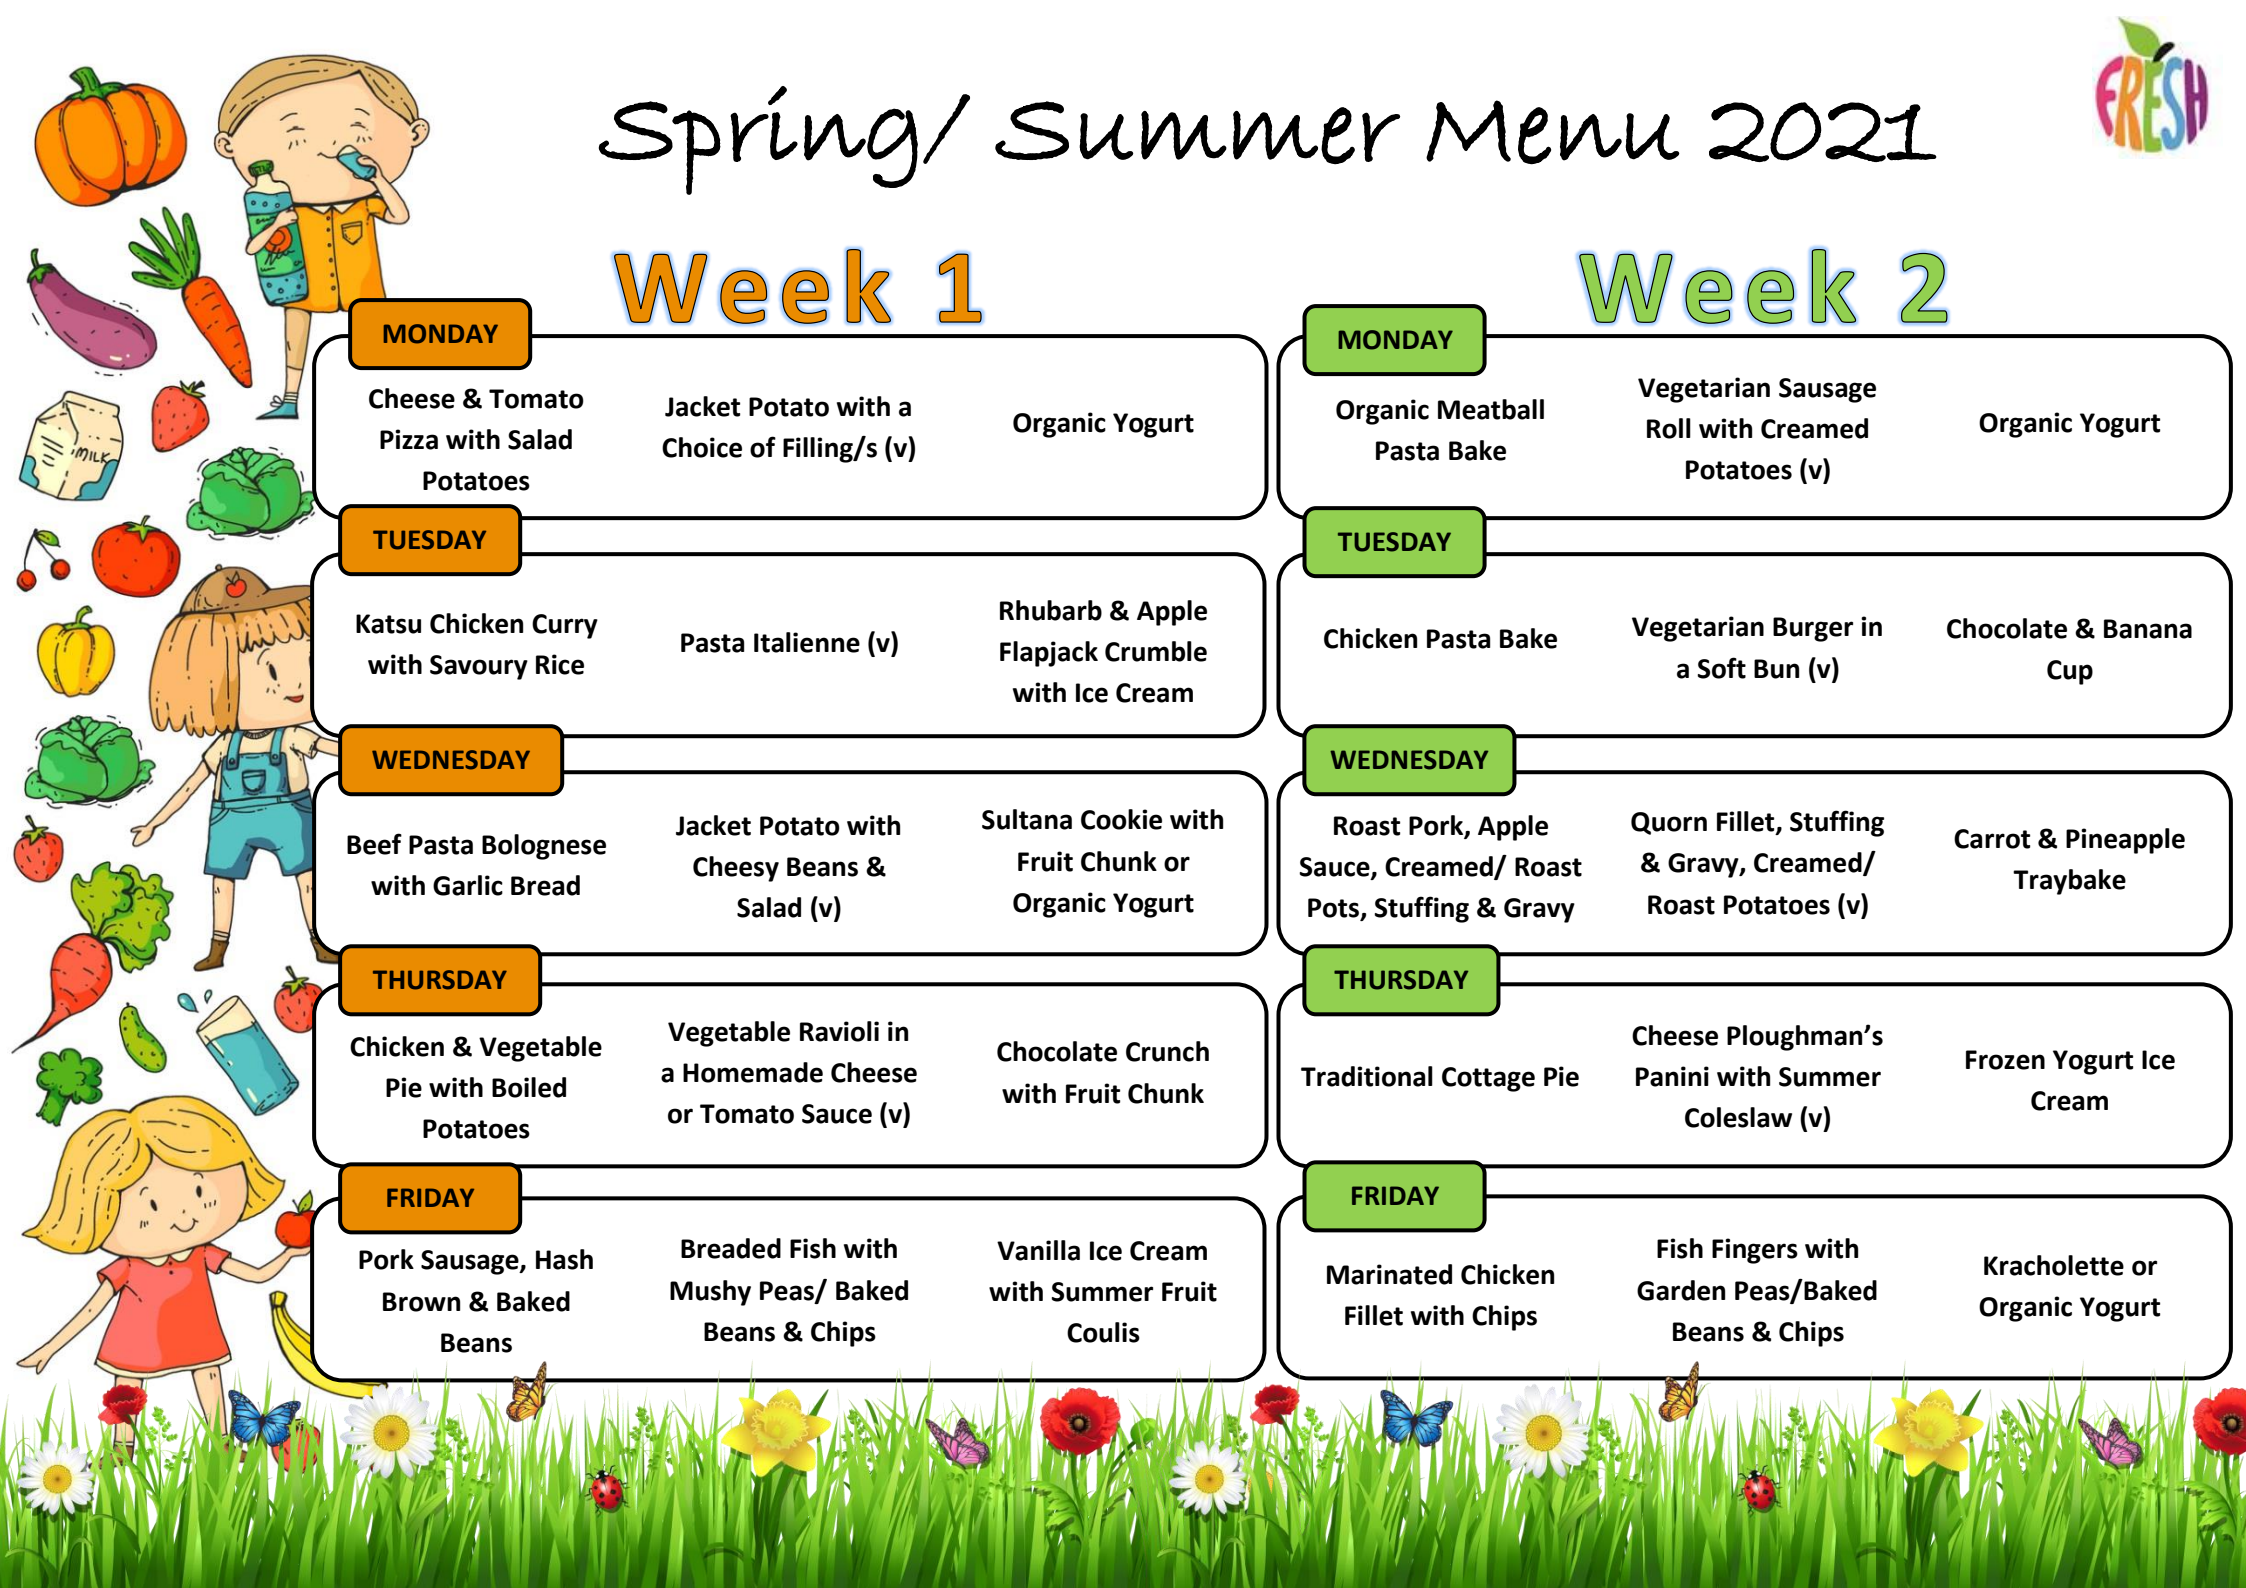 FRESH
Spring/ Summer Menu 2021
Week 1
MONDAY
Cheese & Tomato
Pizza with Salad
Potatoes
Jacket Potato with a
Choice of Filling/s (v)
Organic Yogurt
TUESDAY
Katsu Chicken Curry
with Savoury Rice
Pasta Italienne (v)
Rhubarb & Apple
Flapjack Crumble
with Ice Cream
WEDNESDAY
Beef Pasta Bolognese
with Garlic Bread
Jacket Potato with
Cheesy Beans &
Salad (v)
Sultana Cookie with
Fruit Chunk or
Organic Yogurt
THURSDAY
Chicken & Vegetable
Pie with Boiled
Potatoes
Vegetable Ravioli in
a Homemade Cheese
or Tomato Sauce (v)
Chocolate Crunch
with Fruit Chunk
FRIDAY
Pork Sausage, Hash
Brown & Baked
Beans
Breaded Fish with
Mushy Peas/ Baked
Beans & Chips
Vanilla Ice Cream
with Summer Fruit
Coulis
Week 2
MONDAY
Organic Meatball
Pasta Bake
Vegetarian Sausage
Roll with Creamed
Potatoes (v)
Organic Yogurt
TUESDAY
Chicken Pasta Bake
Vegetarian Burger in
a Soft Bun (v)
Chocolate & Banana
Cup
WEDNESDAY
Roast Pork, Apple
Sauce, Creamed/ Roast
Pots, Stuffing & Gravy
Quorn Fillet, Stuffing
& Gravy, Creamed/
Roast Potatoes (v)
Carrot & Pineapple
Traybake
THURSDAY
Traditional Cottage Pie
Cheese Ploughman’s
Panini with Summer
Coleslaw (v)
Frozen Yogurt Ice
Cream
FRIDAY
Marinated Chicken
Fillet with Chips
Fish Fingers with
Garden Peas/Baked
Beans & Chips
Kracholette or
Organic Yogurt
MILK